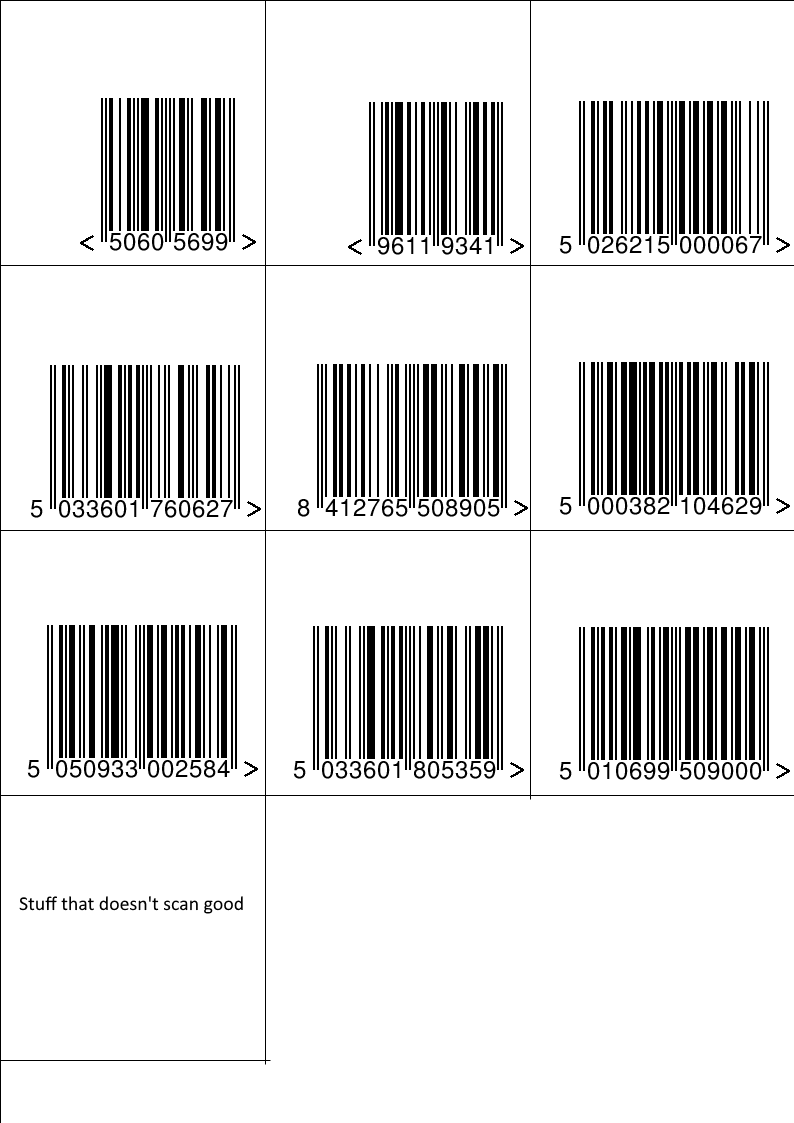 < 5060 5699 >
< 9611 9341 >
5 026215 000067 >
5 033601 760627 >
8 412765 508905 >
5 000382 104629 >
5 050933 002584 >
5 033601 805359 >
5 010699 509000 >
Stuff that doesn't scan good